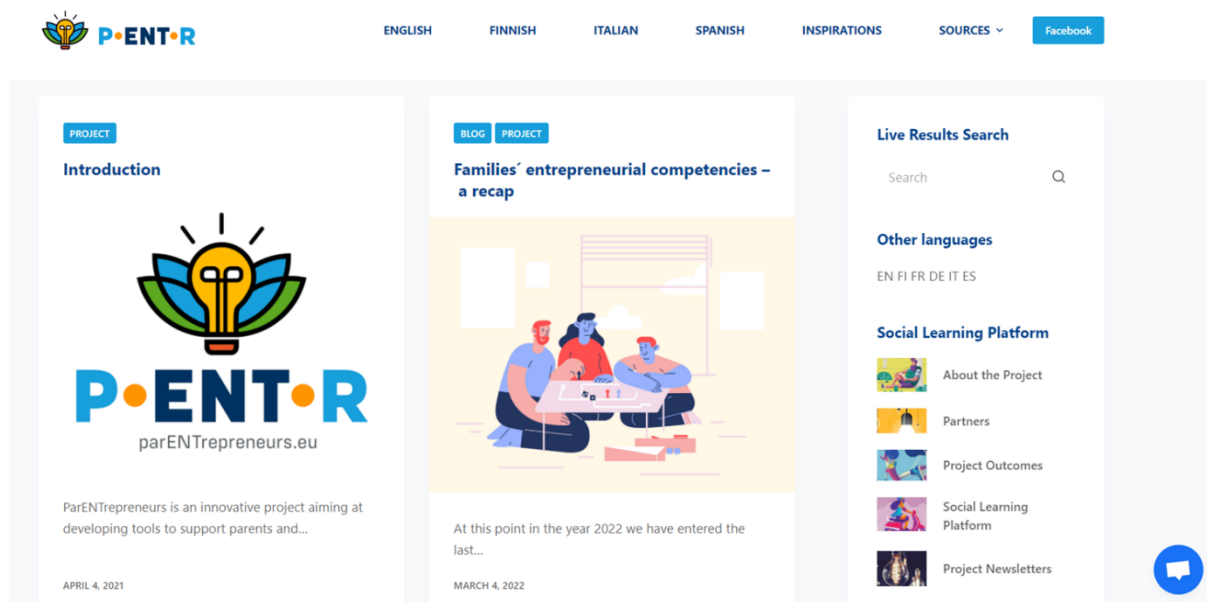 P•ENT•R
ENGLISH
FINNISH
ITALIAN
SPANISH
INSPIRATIONS
SOURCES
Facebook
PROJECT
Introduction
P•ENT•R
parENTrepreneurs.eu
ParENTrepreneurs is an innovative project aiming at
developing tools to support parents and...
APRIL 4, 2021
BLOG PROJECT
Families´ entrepreneurial competencies –
a recap
At this point in the year 2022 we have entered the
last...
MARCH 4, 2022
Live Results Search
Search
Other languages
EN FI FR DE IT ES
Social Learning Platform
About the Project
Partners
Project Outcomes
Social Learning
Platform
Project Newsletters